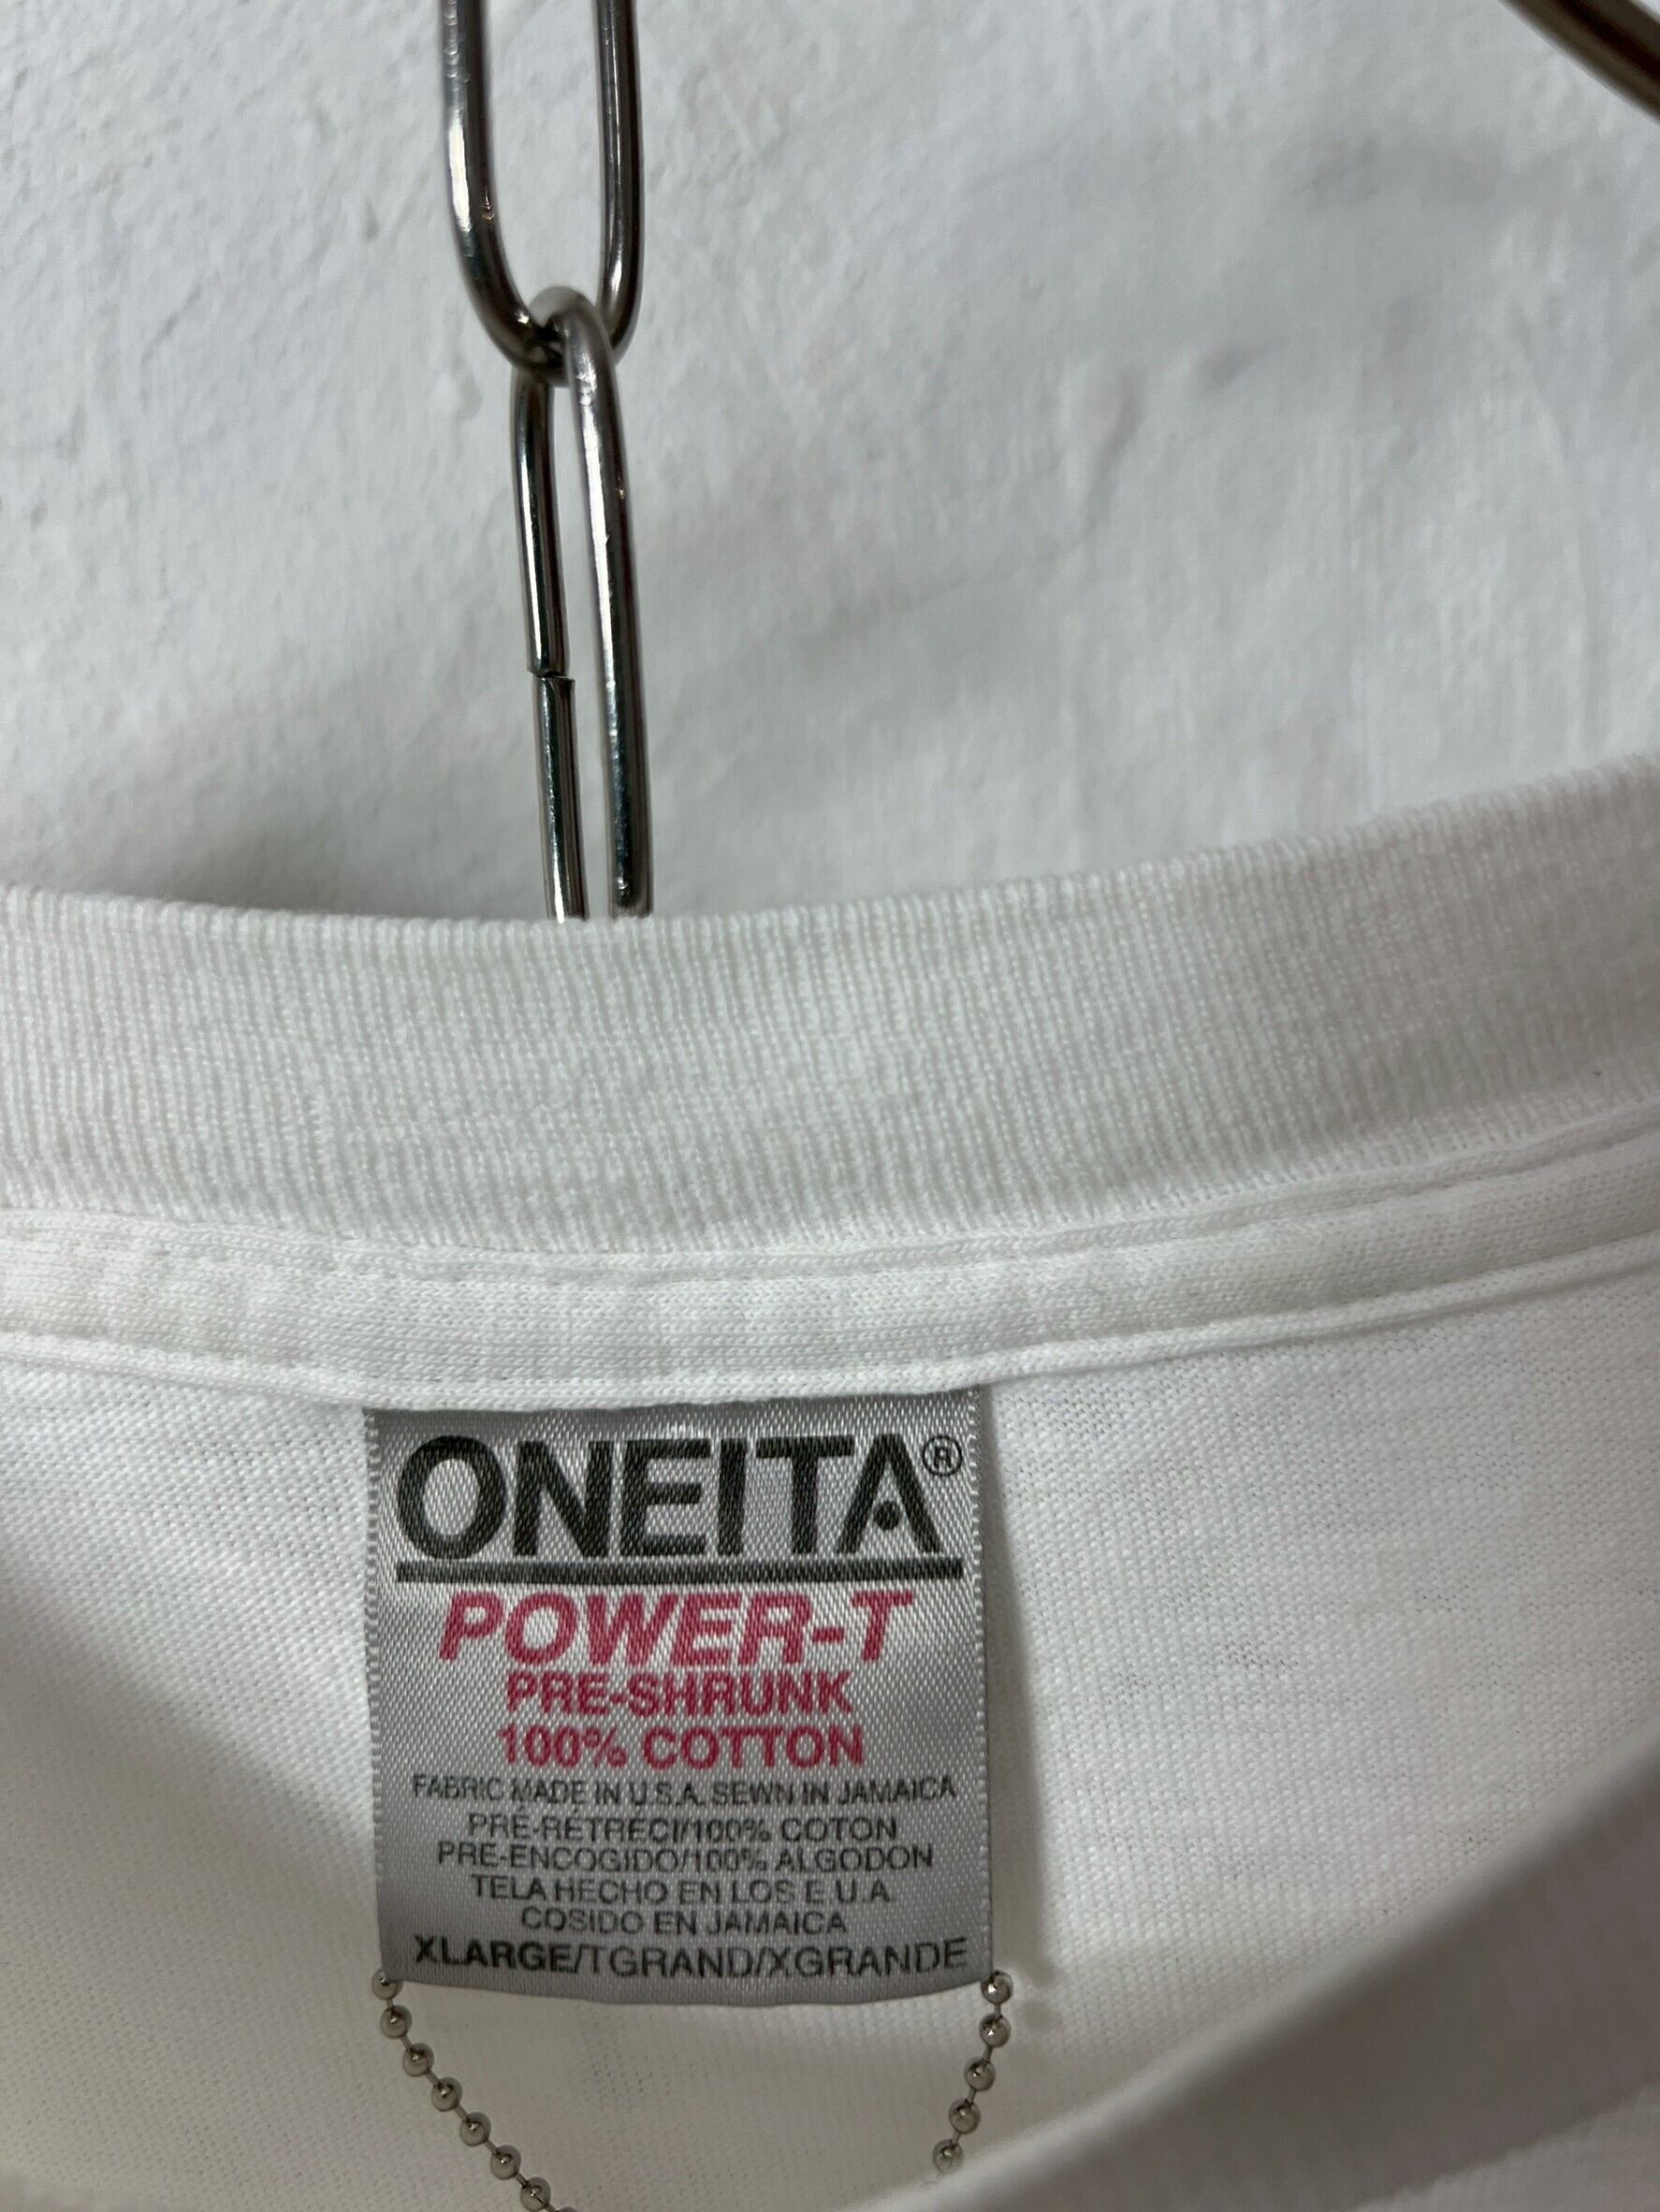 ONEITA®
POWER-T
PRE-SHRUNK
100% COTTON
FABRIC MADE IN U.S.A. SEWN IN JAMAICA
PRÉ-RÉTRECI/100% COTON
PRE-ENCOGIDO/100% ALGODON
TELA HECHO EN LOS E.U.A.
COSIDO EN JAMAICA
XLARGE/TGRAND/XGRANDE